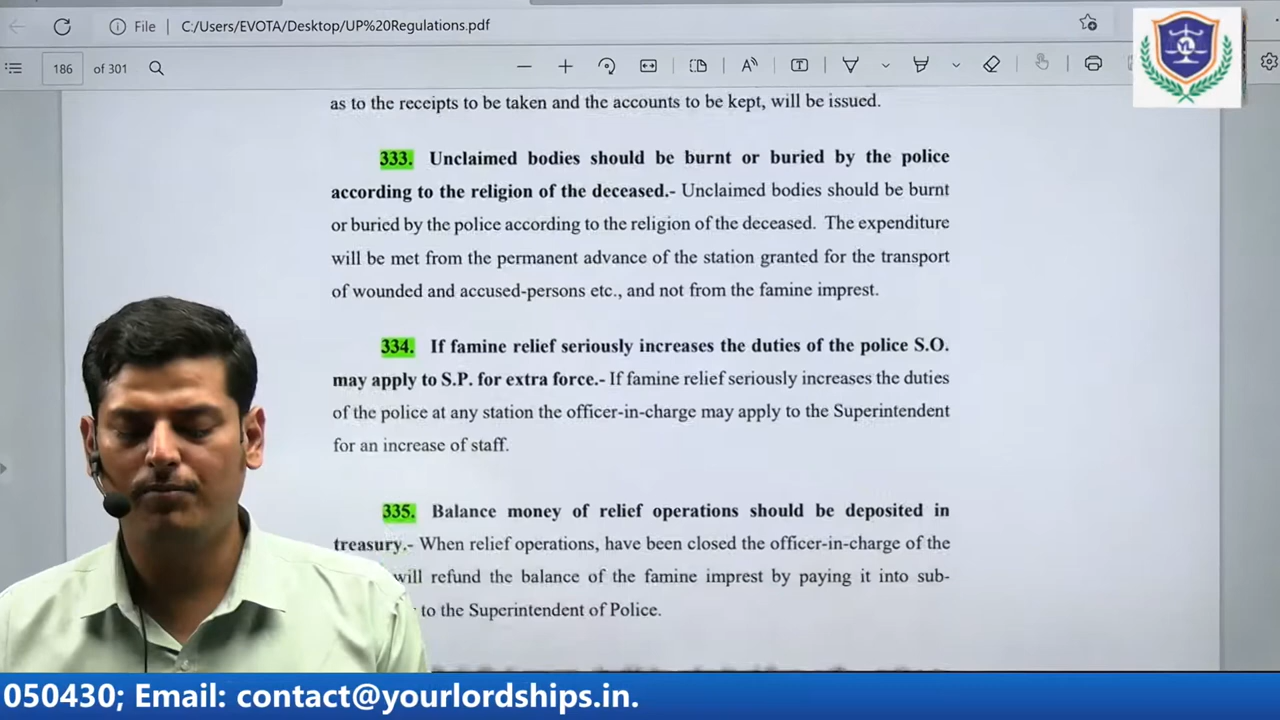 File C:/Users/EVOTA/Desktop/UP%20Regulations.pdf
186 of 301
as to the receipts to be taken and the accounts to be kept, will be issued.
333. Unclaimed bodies should be burnt or buried by the police
according to the religion of the deceased.- Unclaimed bodies should be burnt
or buried by the police according to the religion of the deceased. The expenditure
will be met from the permanent advance of the station granted for the transport
of wounded and accused-persons etc., and not from the famine imprest.
334. If famine relief seriously increases the duties of the police S.O.
may apply to S.P. for extra force.- If famine relief seriously increases the duties
of the police at any station the officer-in-charge may apply to the Superintendent
for an increase of staff.
335. Balance money of relief operations should be deposited in
treasury.- When relief operations, have been closed the officer-in-charge of the
will refund the balance of the famine imprest by paying it into sub-
to the Superintendent of Police.
050430; Email: contact@yourlordships.in.